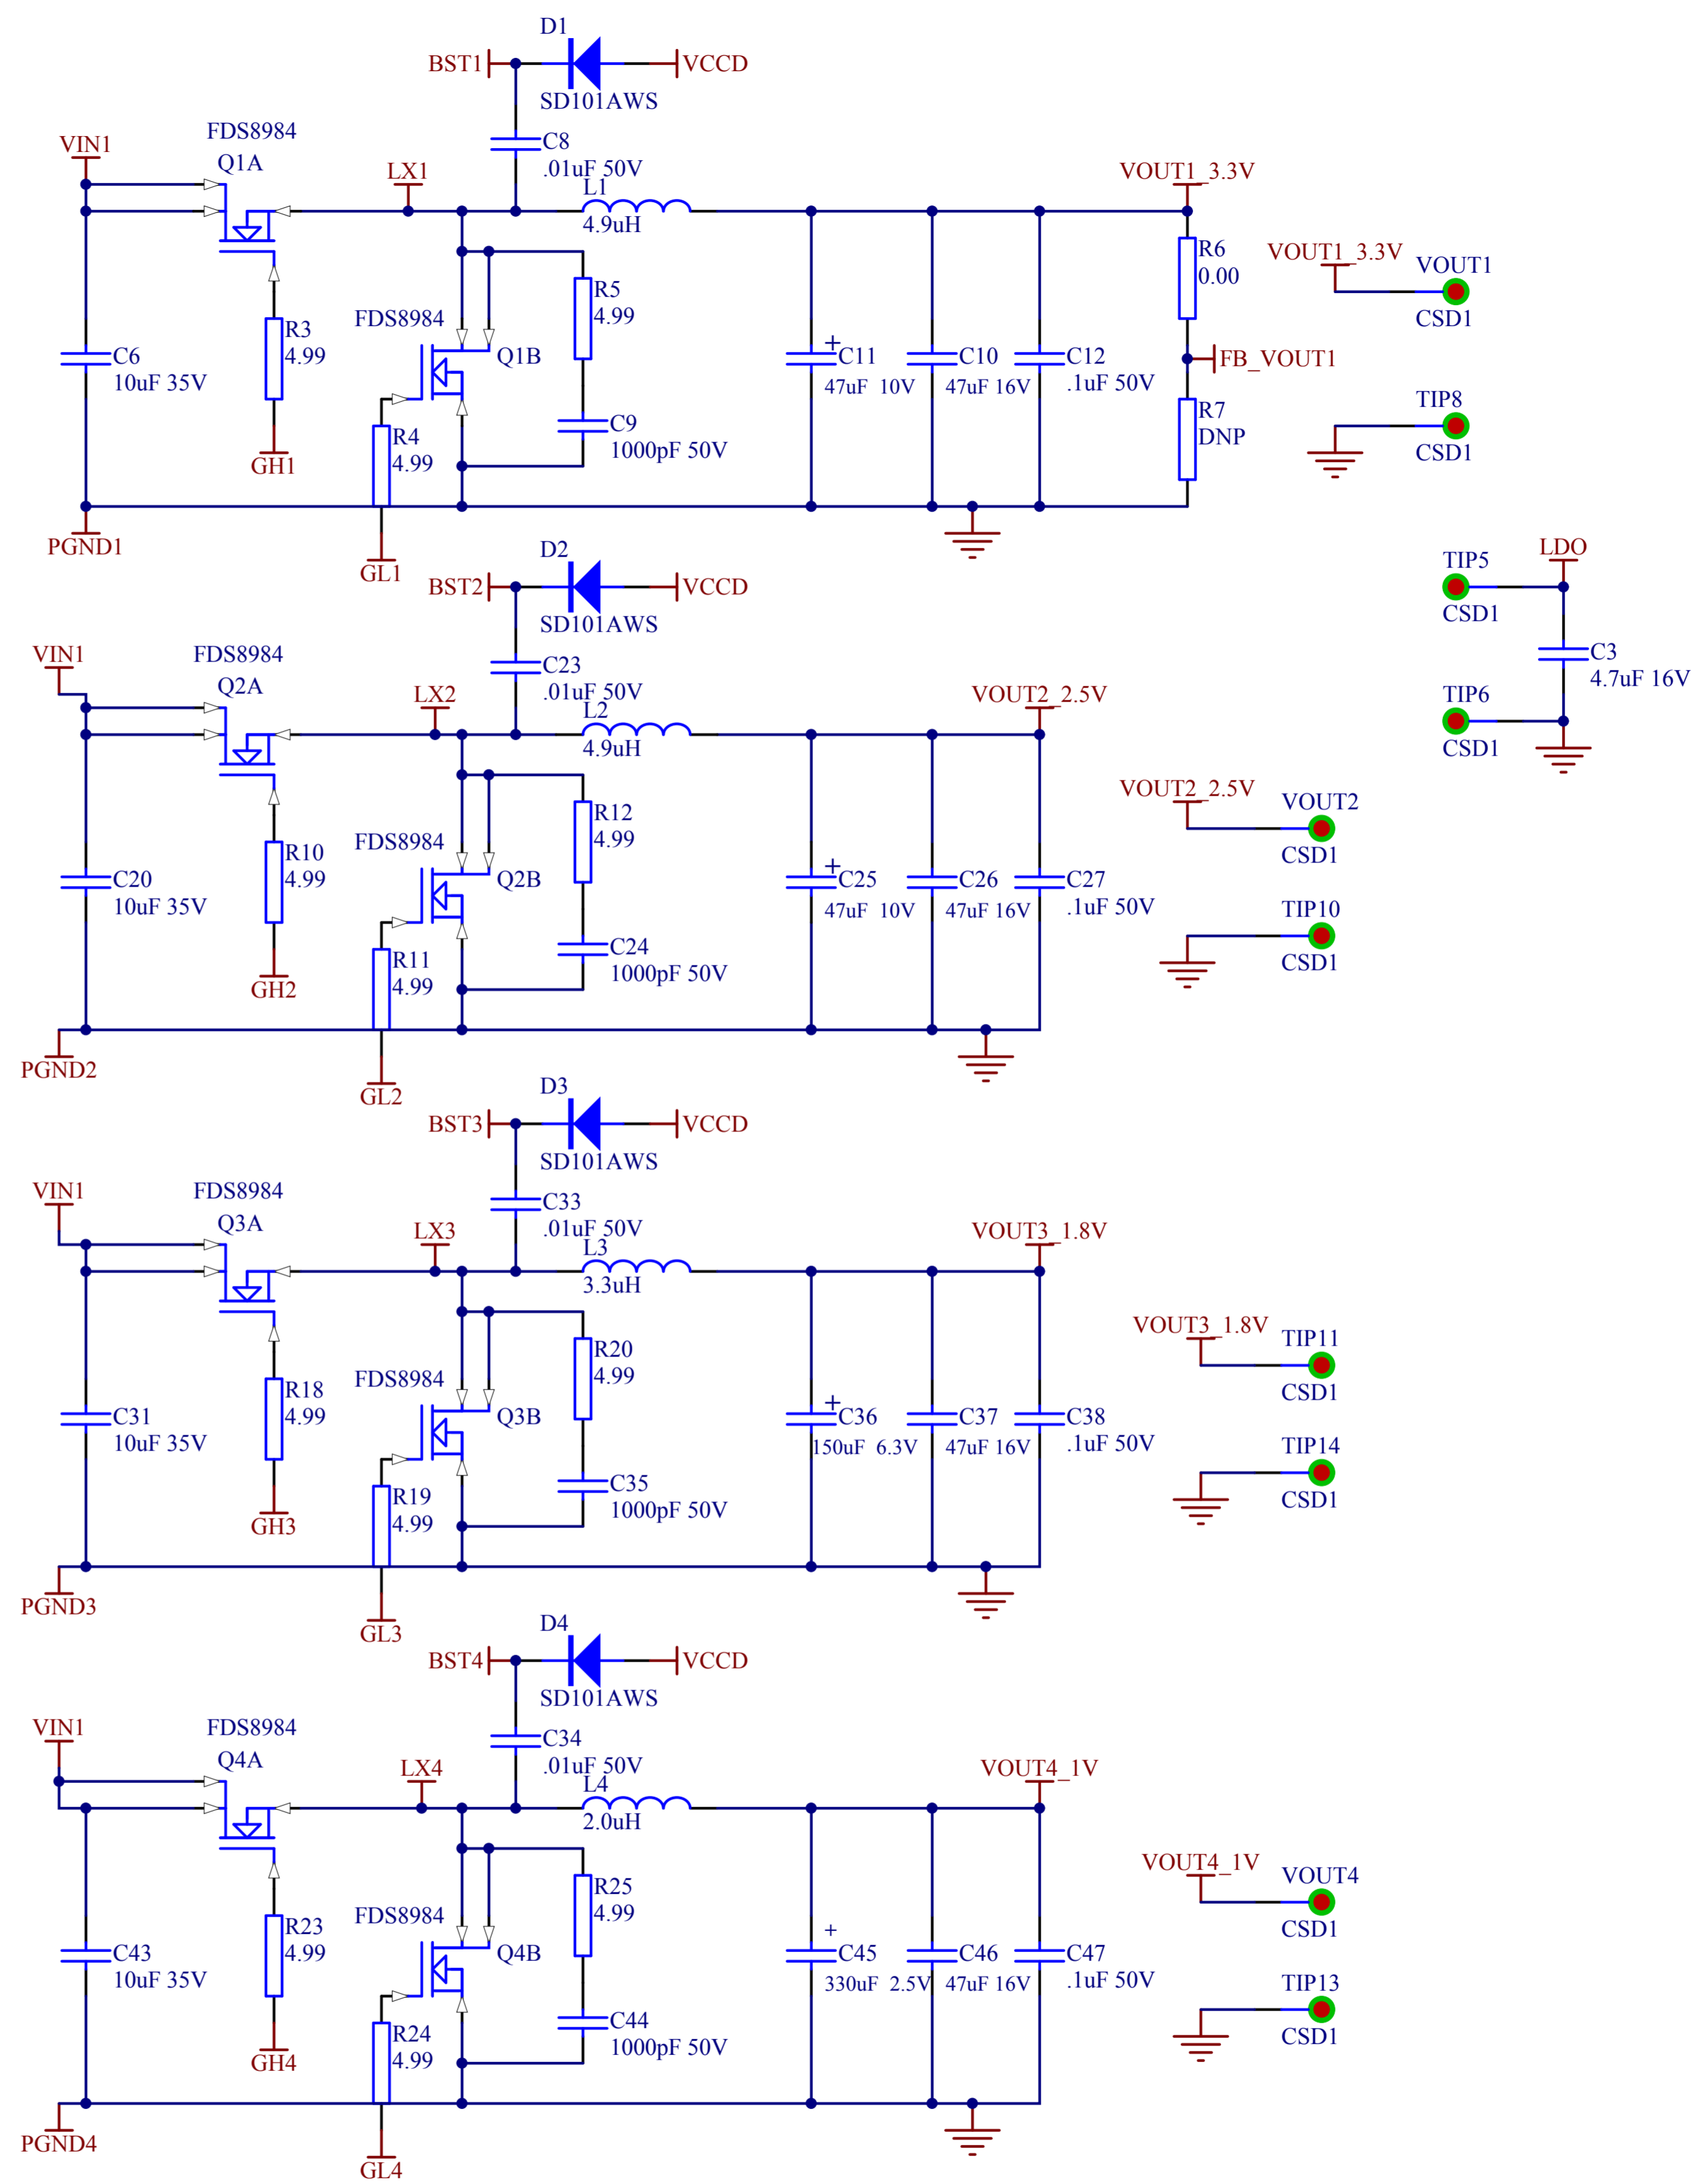 D1
BST1
VCCD
SD101AWS
FDS8984
Q1A
VIN1
C8
.01uF 50V
LX1
L1
4.9uH
VOUT1_3.3V
R6
0.00
VOUT1_3.3V
VOUT1
CSD1
R5
4.99
FDS8984
Q1B
R3
4.99
C6
10uF 35V
C11
47uF 10V
C10
47uF 16V
C12
.1uF 50V
FB_VOUT1
TIP8
CSD1
R7
DNP
C9
1000pF 50V
R4
4.99
GH1
PGND1
GL1
D2
BST2
VCCD
SD101AWS
TIP5
CSD1
LDO
C3
4.7uF 16V
TIP6
CSD1
VIN1
FDS8984
Q2A
C23
.01uF 50V
LX2
L2
4.9uH
VOUT2_2.5V
VOUT2_2.5V
VOUT2
CSD1
R12
4.99
FDS8984
Q2B
R10
4.99
C20
10uF 35V
C25
47uF 10V
C26
47uF 16V
C27
.1uF 50V
TIP10
CSD1
C24
1000pF 50V
R11
4.99
GH2
PGND2
GL2
D3
BST3
VCCD
SD101AWS
VIN1
FDS8984
Q3A
C33
.01uF 50V
LX3
L3
3.3uH
VOUT3_1.8V
VOUT3_1.8V
TIP11
CSD1
R20
4.99
FDS8984
Q3B
R18
4.99
C31
10uF 35V
C36
150uF 6.3V
C37
47uF 16V
C38
.1uF 50V
TIP14
CSD1
C35
1000pF 50V
R19
4.99
GH3
PGND3
GL3
D4
BST4
VCCD
SD101AWS
VIN1
FDS8984
Q4A
C34
.01uF 50V
LX4
L4
2.0uH
VOUT4_1V
VOUT4_1V
VOUT4
CSD1
R25
4.99
FDS8984
Q4B
R23
4.99
C43
10uF 35V
C45
330uF 2.5V
C46
47uF 16V
C47
.1uF 50V
TIP13
CSD1
C44
1000pF 50V
R24
4.99
GH4
PGND4
GL4